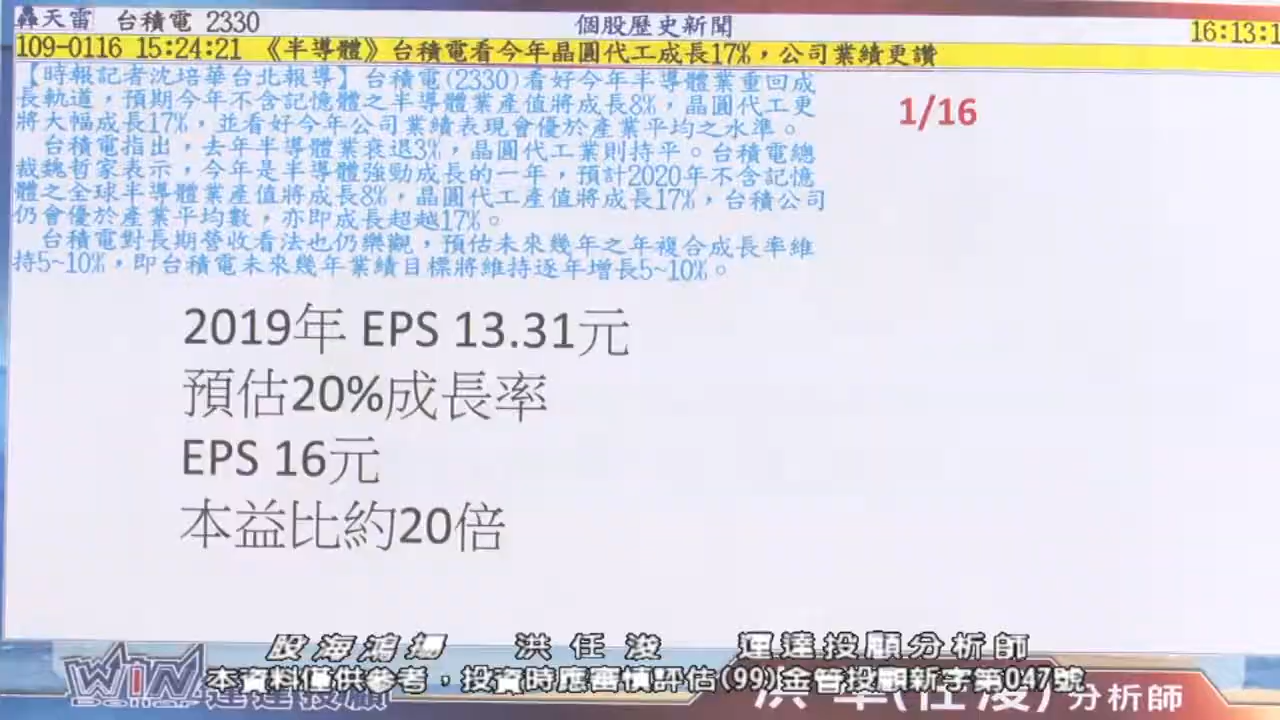 轟天雷 台積電 2330 個股歷史新聞 16:13:1
109-0116 15:24:21 《半導體》台積電看今年晶圓代工成長17%，公司業績更讚
【時報記者沈培華台北報導】台積電(2330)看好今年半導體業重回成
長軌道，預期今年不含記憶體之半導體業產值將成長8%，晶圓代工更
將大幅成長17%，並看好今年公司業績表現會優於產業平均之水準。
台積電指出，去年半導體業衰退3%，晶圓代工業則持平。台積電總
裁魏哲家表示，今年是半導體強勁成長的一年，預計2020年不含記憶
體之全球半導體業產值將成長8%，晶圓代工產值將成長17%，台積公司
仍會優於產業平均數，亦即成長超越17%。
台積電對長期營收看法也仍樂觀，預估未來幾年之年複合成長率維
持5~10%，即台積電未來幾年業績目標將維持逐年增長5~10%。
1/16
2019年 EPS 13.31元
預估20%成長率
EPS 16元
本益比約20倍
股海鴻揚 洪任浚 運達投顧分析師
本資料僅供參考，投資時應審慎評估(99)金管投顧新字第047號
WIN
運達投顧
分析師